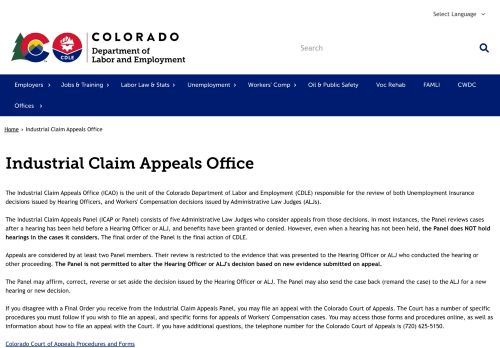 Select Language
COLORADO
Department of
Labor and Employment
CDLE
Search
Employers
Jobs & Training
Labor Law & Stats
Unemployment
Workers' Comp
Oil & Public Safety
Voc Rehab
FAMLI
CWDC
Offices
Home › Industrial Claim Appeals Office
Industrial Claim Appeals Office
The Industrial Claim Appeals Office (ICAO) is the unit of the Colorado Department of Labor and Employment (CDLE) responsible for the review of both Unemployment Insurance
decisions issued by Hearing Officers, and Workers' Compensation decisions issued by Administrative Law Judges (ALJs).
The Industrial Claim Appeals Panel (ICAP or Panel) consists of five Administrative Law Judges who consider appeals from those decisions. In most instances, the Panel reviews cases
after a hearing has been held before a Hearing Officer or ALJ, and benefits have been granted or denied. However, even when a hearing has not been held, the Panel does NOT hold
hearings in the cases it considers. The final order of the Panel is the final action of CDLE.
Appeals are considered by at least two Panel members. Their review is restricted to the evidence that was presented to the Hearing Officer or ALJ who conducted the hearing or
other proceeding. The Panel is not permitted to alter the Hearing Officer or ALJ's decision based on new evidence submitted on appeal.
The Panel may affirm, correct, reverse or set aside the decision issued by the Hearing Officer or ALJ. The Panel may also send the case back (remand the case) to the ALJ for a new
hearing or new decision.
If you disagree with a Final Order you receive from the Industrial Claim Appeals Panel, you may file an appeal with the Colorado Court of Appeals. The Court has a number of specific
procedures you must follow if you wish to file an appeal, and specific forms for appeals of Workers' Compensation cases. You may access those forms and procedures online, as well as
information about how to file an appeal with the Court. If you have additional questions, the telephone number for the Colorado Court of Appeals is (720) 625-5150.
Colorado Court of Appeals Procedures and Forms